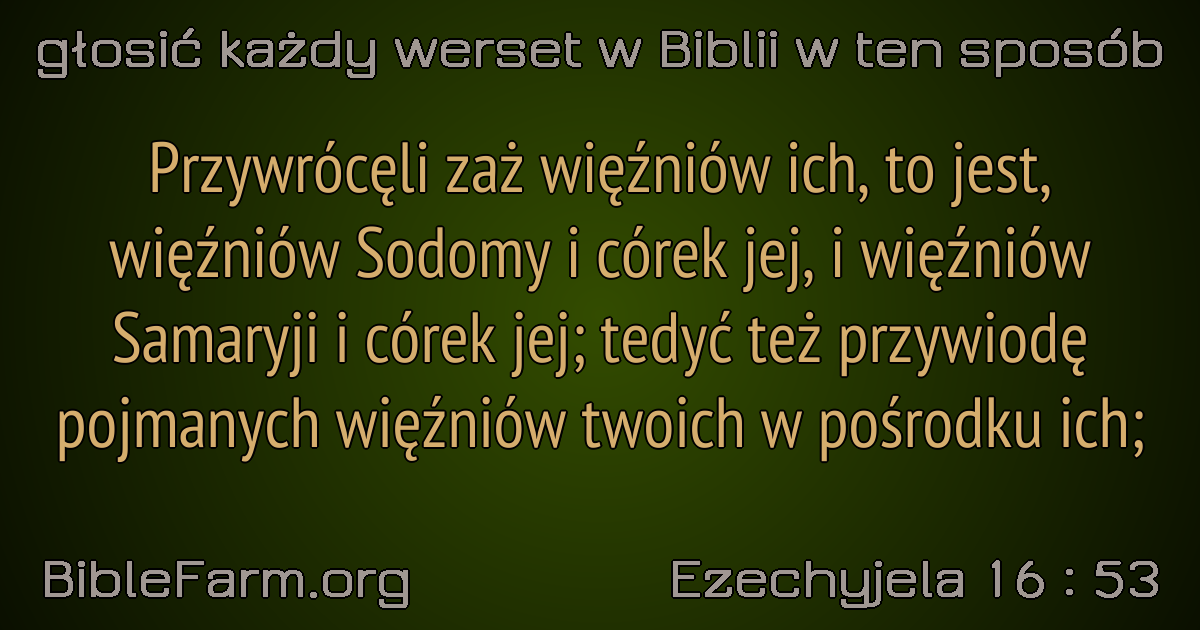 głosić każdy werset w Biblii w ten sposób
Przywrócęli zaż więźniów ich, to jest,
więźniów Sodomy i córek jej, i więźniów
Samaryji i córek jej; tedyć też przywiodę
pojmanych więźniów twoich w pośrodku ich;
BibleFarm.org
Ezechyjela 16 : 53